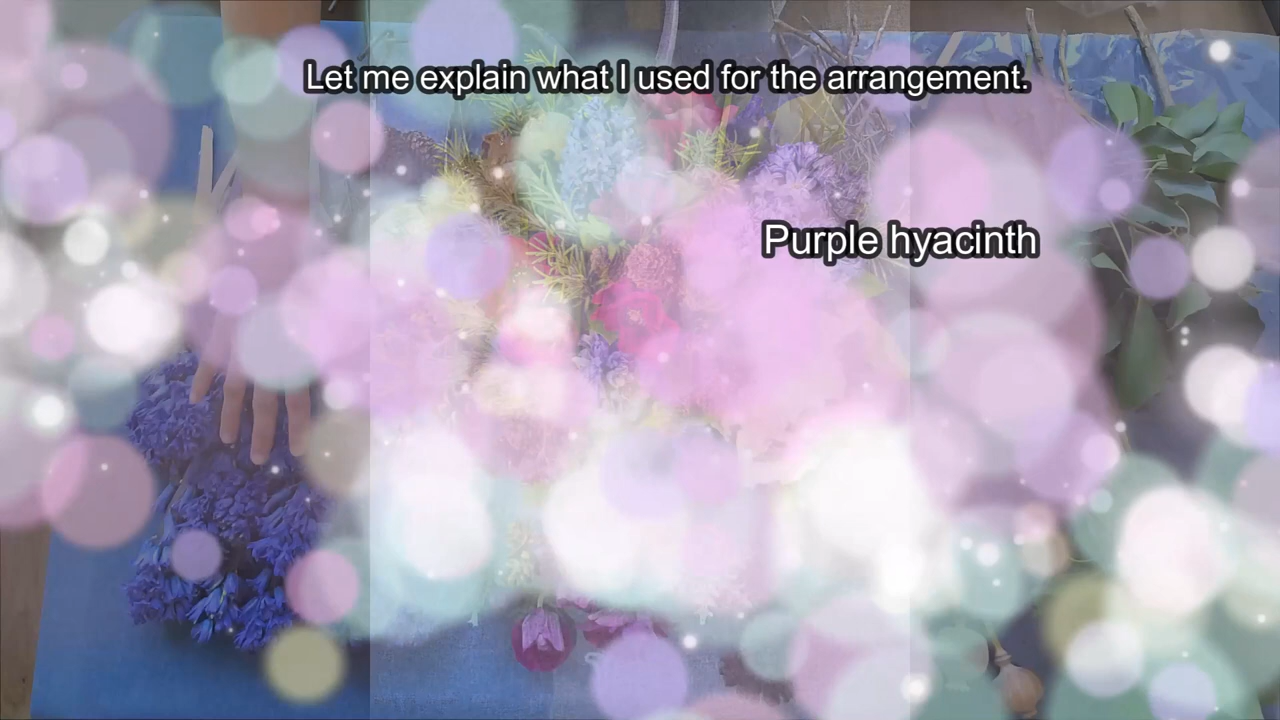 Let me explain what I used for the arrangement.
Purple hyacinth